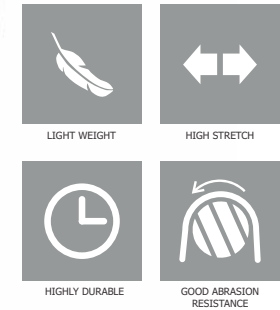 LIGHT WEIGHT
HIGH STRETCH
HIGHLY DURABLE
GOOD ABRASION
RESISTANCE